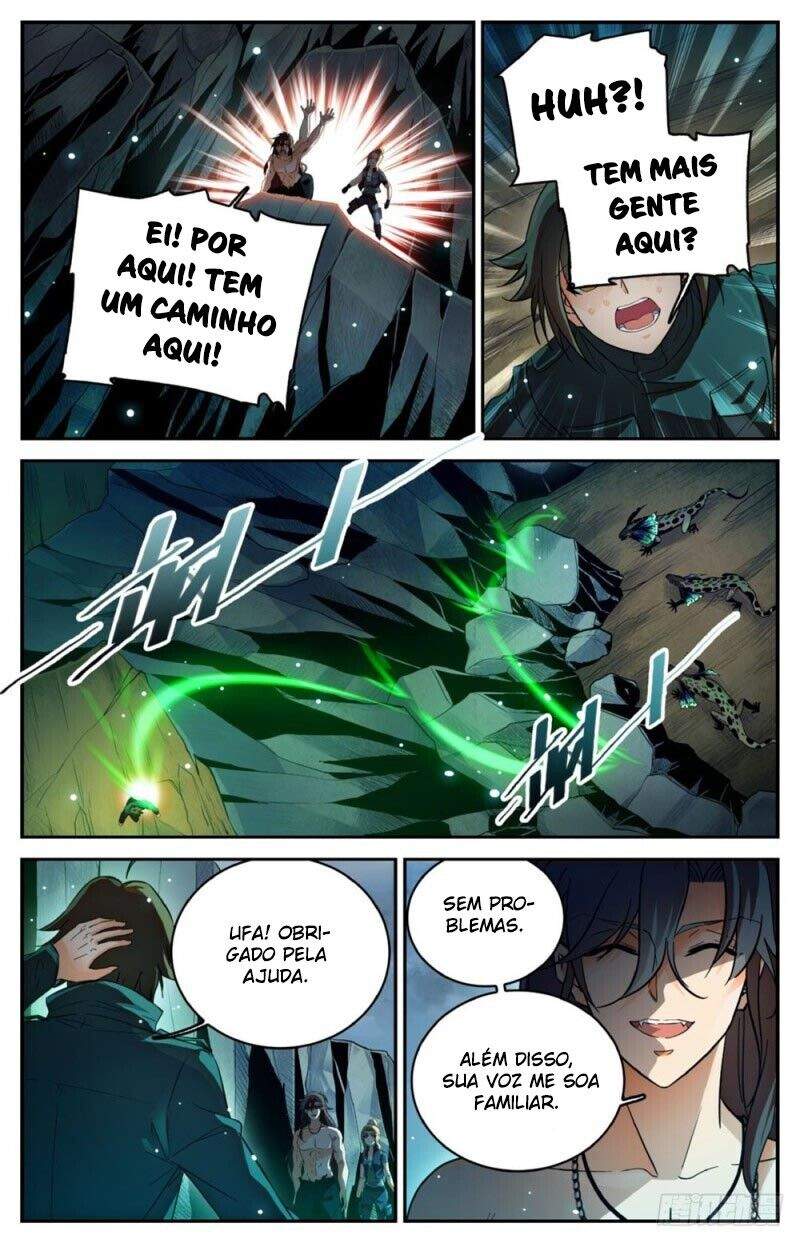 EI! POR
AQUI! TEM
UM CAMINHO
AQUI!
HUH?!
TEM MAIS
GENTE
AQUI?
UFA! OBRI-
GADO PELA
AJUDA.
SEM PRO-
BLEMAS.
ALÉM DISSO,
SUA VOZ ME SOA
FAMILIAR.